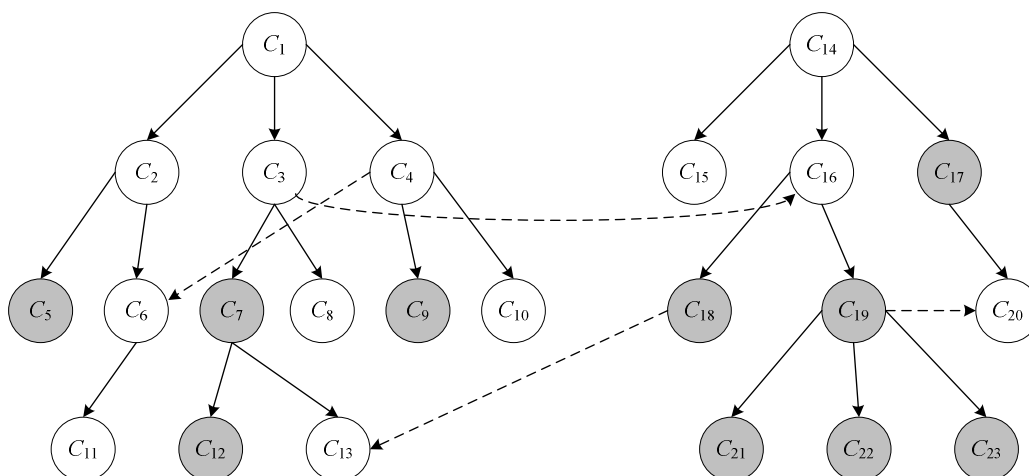 C₁ C₁₄
C₂ C₃ C₄ C₁₅ C₁₆ C₁₇
C₅ C₆ C₇ C₈ C₉ C₁₀ C₁₈ C₁₉ C₂₀
C₁₁ C₁₂ C₁₃ C₂₁ C₂₂ C₂₃